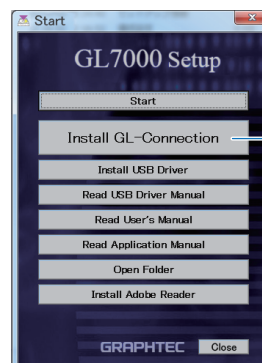 Start
GL7000 Setup
Start
Install GL-Connection
Install USB Driver
Read USB Driver Manual
Read User's Manual
Read Application Manual
Open Folder
Install Adobe Reader
GRAPHTEC
Close